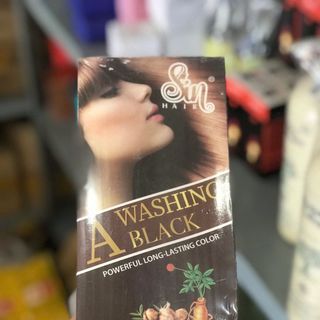 Sin®
HAIR
A WASHING
BLACK
POWERFUL LONG-LASTING COLOR